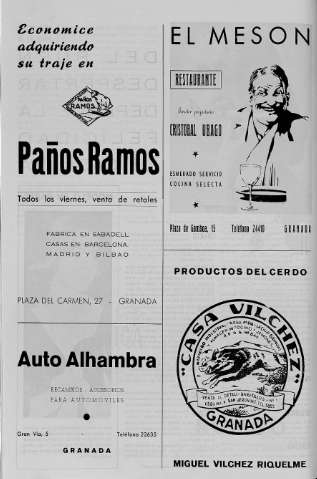 Economice
adquiriendo
su traje en
PAÑOS
RAMOS
Paños Ramos
Todos los viernes, venta de retales
FABRICA EN SABADELL
CASAS EN BARCELONA,
MADRID Y BILBAO
PLAZA DEL CARMEN, 27 - GRANADA
Auto Alhambra
RECAMBIOS ACCESORIOS
PARA AUTOMOVILES
Gran Vía, 5 Teléfono 22635
GRANADA
EL MESON
RESTAURANTE
CRISTOBAL UBAGO
ESMERADO SERVICIO
COCINA SELECTA
Plaza de Gamboa, 15 Teléfono 24410 GRANADA
PRODUCTOS DEL CERDO
"CASA VILCHEZ"
GRANADA
MIGUEL VILCHEZ RIQUELME